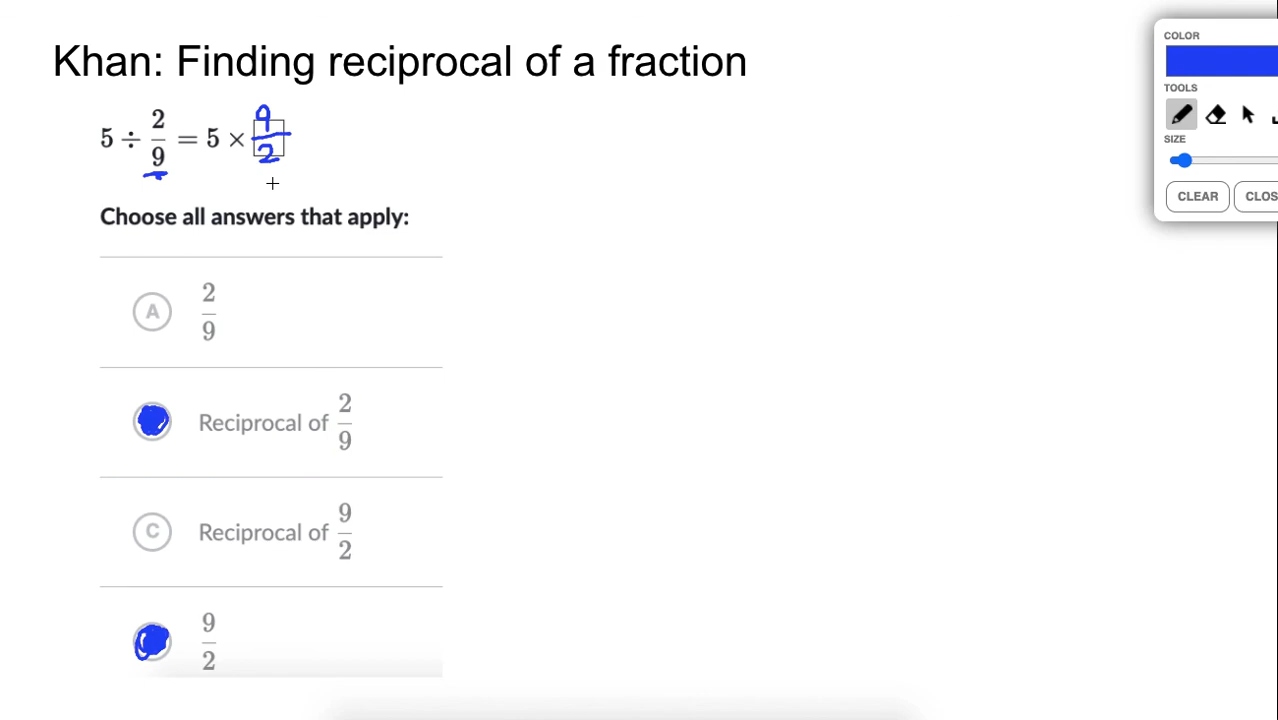 Khan: Finding reciprocal of a fraction
5 ÷ 2/9 = 5 × 9/2
Choose all answers that apply:
A 2/9
Reciprocal of 2/9
C Reciprocal of 9/2
9/2
COLOR
TOOLS
SIZE
CLEAR CLOS